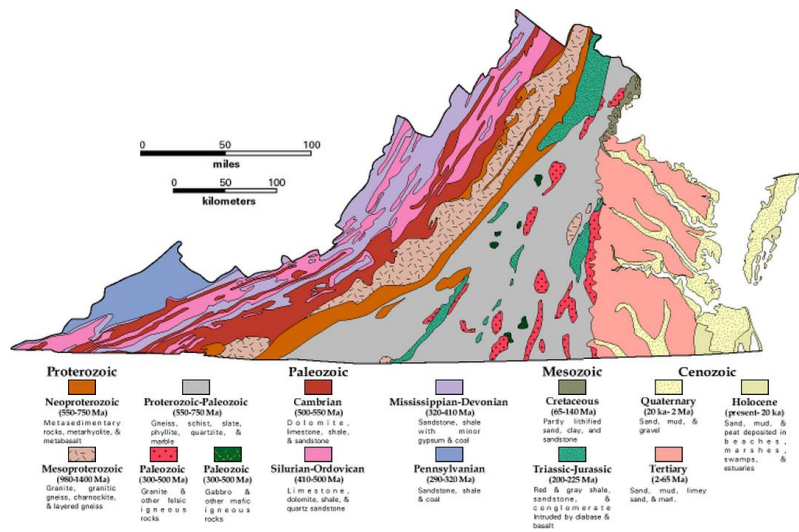 0 50 100
miles
0 50 100
kilometers
Proterozoic
Paleozoic
Mesozoic
Cenozoic
Neoproterozoic
(550-750 Ma)
Metasedimentary
rocks, metarhyolite, &
metabasalt
Proterozoic-Paleozoic
(550-750 Ma)
Gneiss, schist, slate,
phyllite, quartzite, &
marble
Cambrian
(500-550 Ma)
Dolomite,
limestone, shale,
& sandstone
Mississippian-Devonian
(320-410 Ma)
Sandstone, shale
with minor
gypsum & coal
Cretaceous
(65-140 Ma)
Partly lithified
sand, clay, and
sandstone
Quaternary
(20 ka- 2 Ma)
Sand, mud, &
gravel
Holocene
(present- 20 ka)
Sand, mud, &
peat deposited in
beaches,
marshes,
swamps, &
estuaries
Mesoproterozoic
(980-1400 Ma)
Granite, granitic
gneiss, charnockite,
& layered gneiss
Paleozoic
(300-500 Ma)
Granite &
other felsic
igneous
rocks
Paleozoic
(300-500 Ma)
Gabbro &
other mafic
igneous
rocks
Silurian-Ordovican
(410-500 Ma)
Limestone,
dolomite, shale, &
quartz sandstone
Pennsylvanian
(290-320 Ma)
Sandstone, shale
& coal
Triassic-Jurassic
(200-225 Ma)
Red & gray shale,
sandstone, &
conglomerate
Intruded by diabase &
basalt
Tertiary
(2-65 Ma)
Sand, mud, limey
sand, & marl.